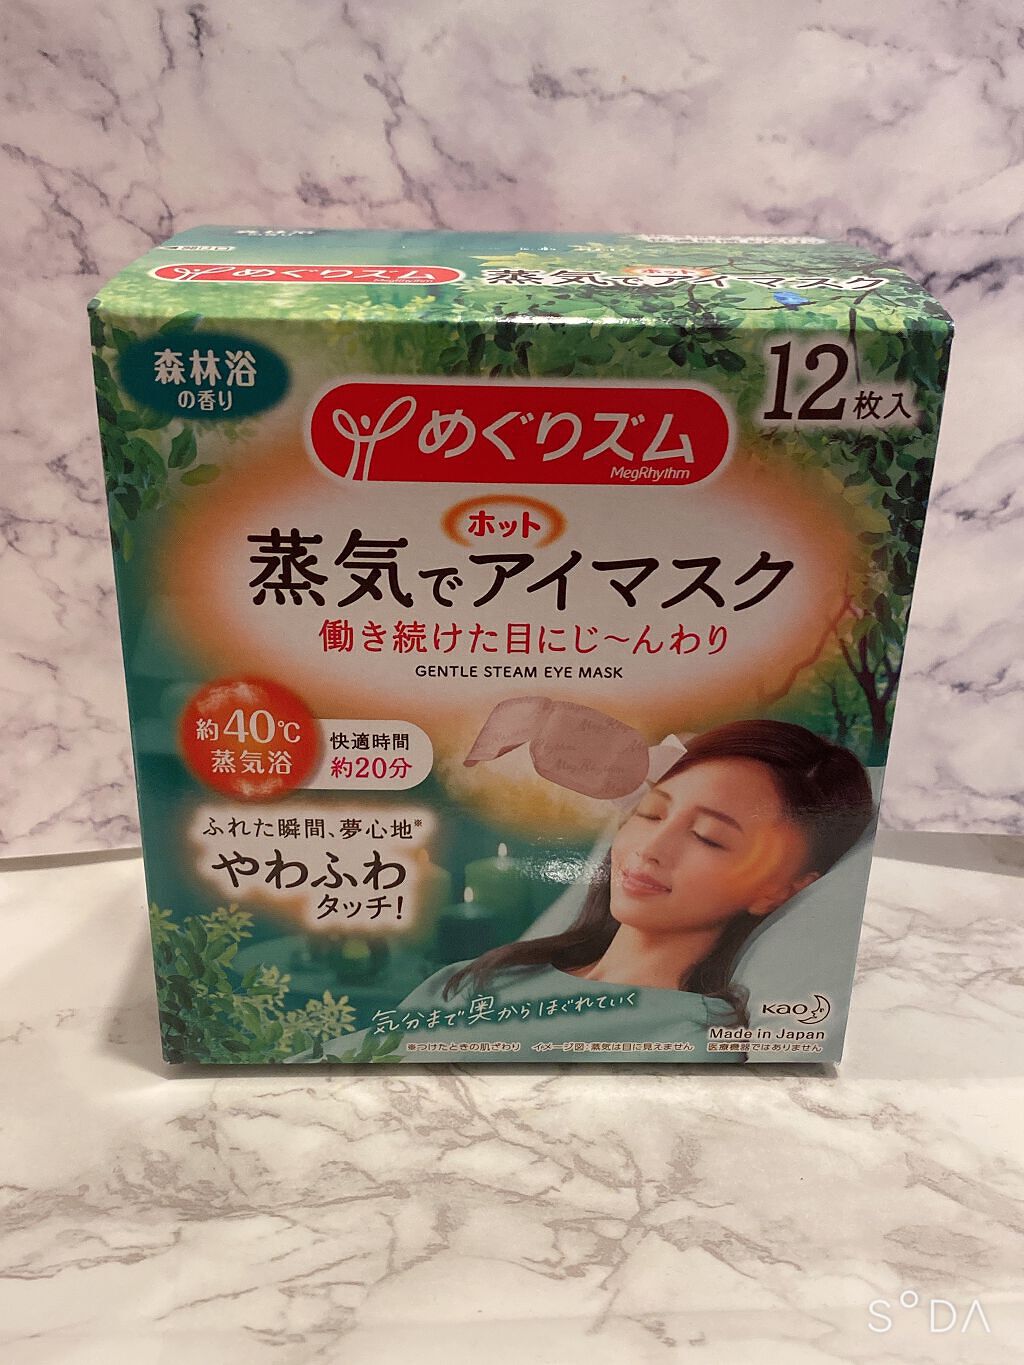 めぐりズム
MegRhythm
ホット
蒸気でアイマスク
森林浴
の香り
12枚入
めぐりズム
MegRhythm
ホット
蒸気でアイマスク
働き続けた目にじ～んわり
GENTLE STEAM EYE MASK
約40℃
蒸気浴
快適時間
約20分
ふれた瞬間、夢心地※
やわふわ
タッチ!
気分まで奥からほぐれていく
Kao
Made in Japan
※つけたときの肌ざわり イメージ図:蒸気は目に見えません 医療機器ではありません
SODA